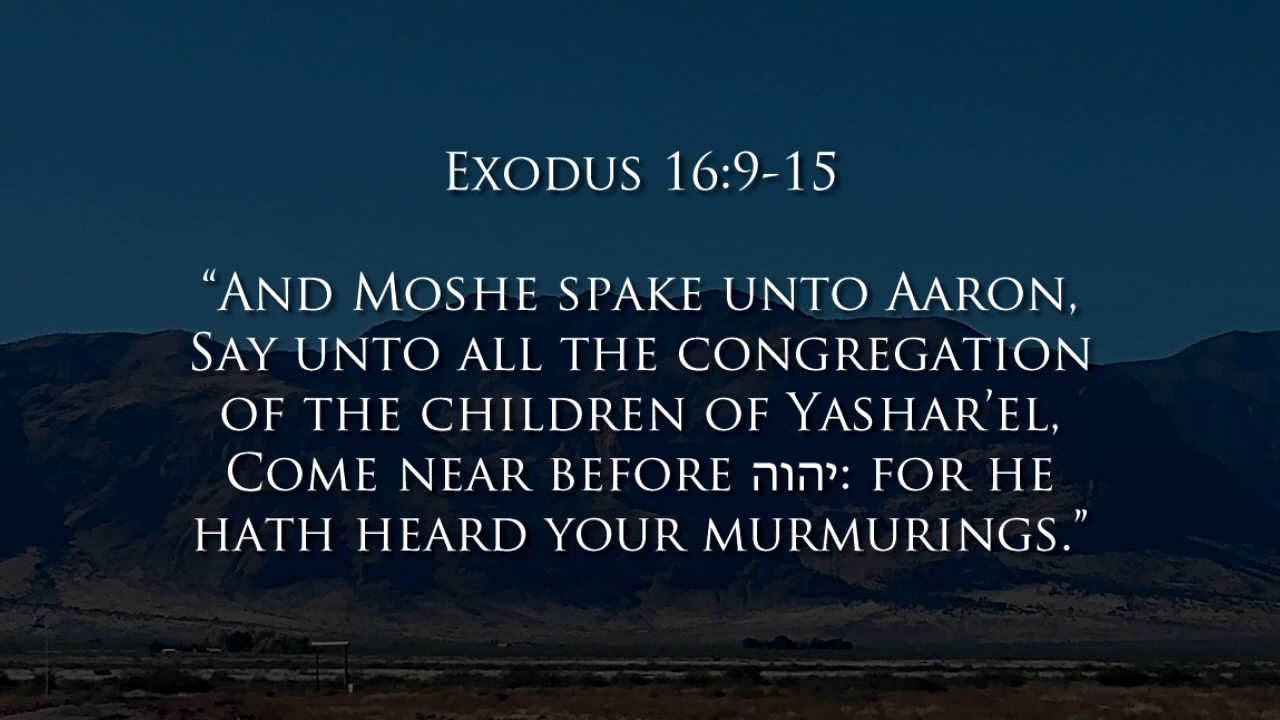 Exodus 16:9-15
“And Moshe spake unto Aaron,
Say unto all the congregation
of the children of Yashar’el,
Come near before יהוה: for he
hath heard your murmurings.”